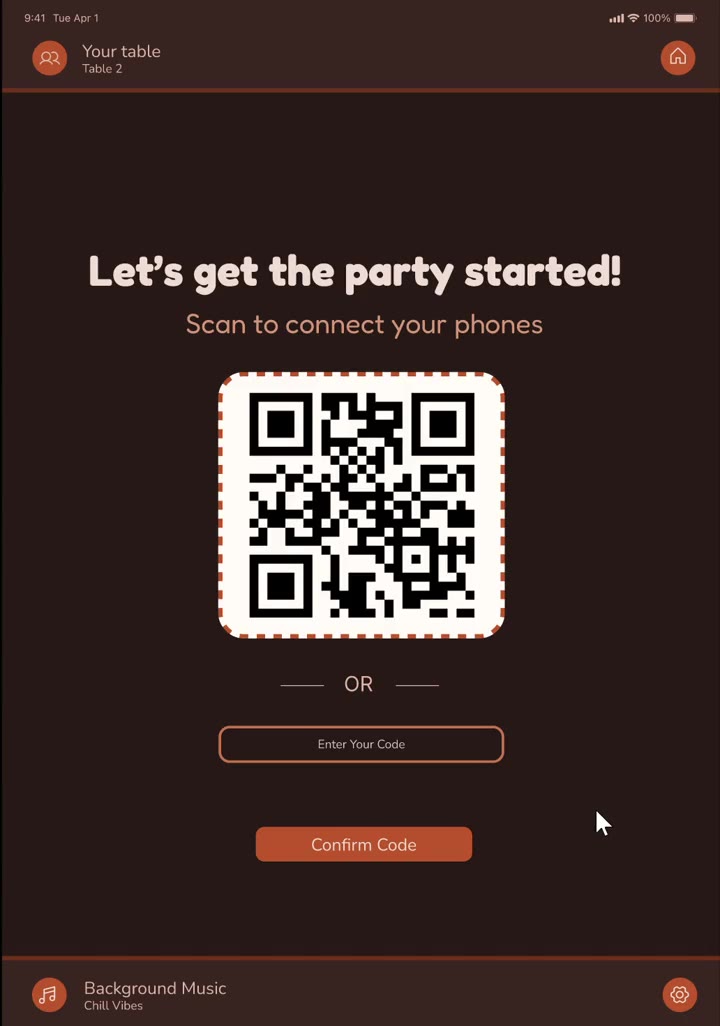 9:41 Tue Apr 1
100%
Your table
Table 2
Let's get the party started!
Scan to connect your phones
OR
Enter Your Code
Confirm Code
Background Music
Chill Vibes